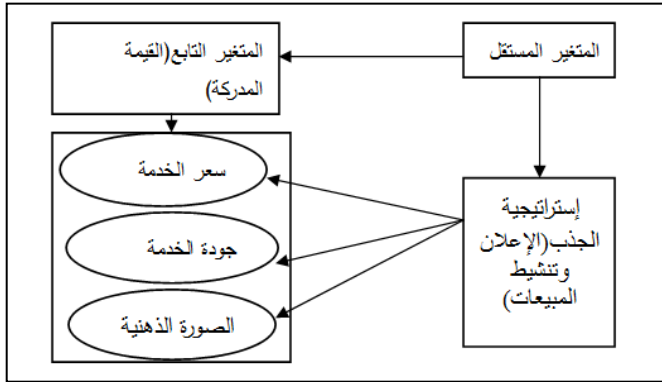 المتغير المستقل
المتغير التابع(القيمة
المدركة)
سعر الخدمة
جودة الخدمة
الصورة الذهنية
إستراتيجية
الجذب(الإعلان
وتنشيط
المبيعات)